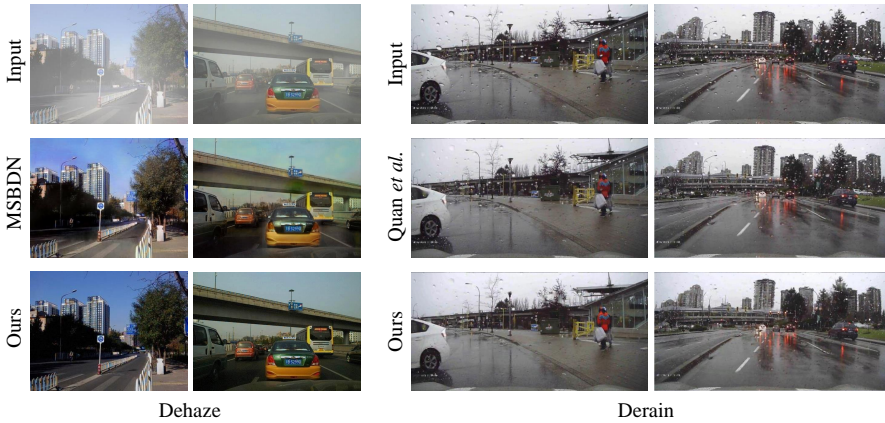 Input
Input
MSBDN
Quan et al.
Ours
Ours
Dehaze
Derain